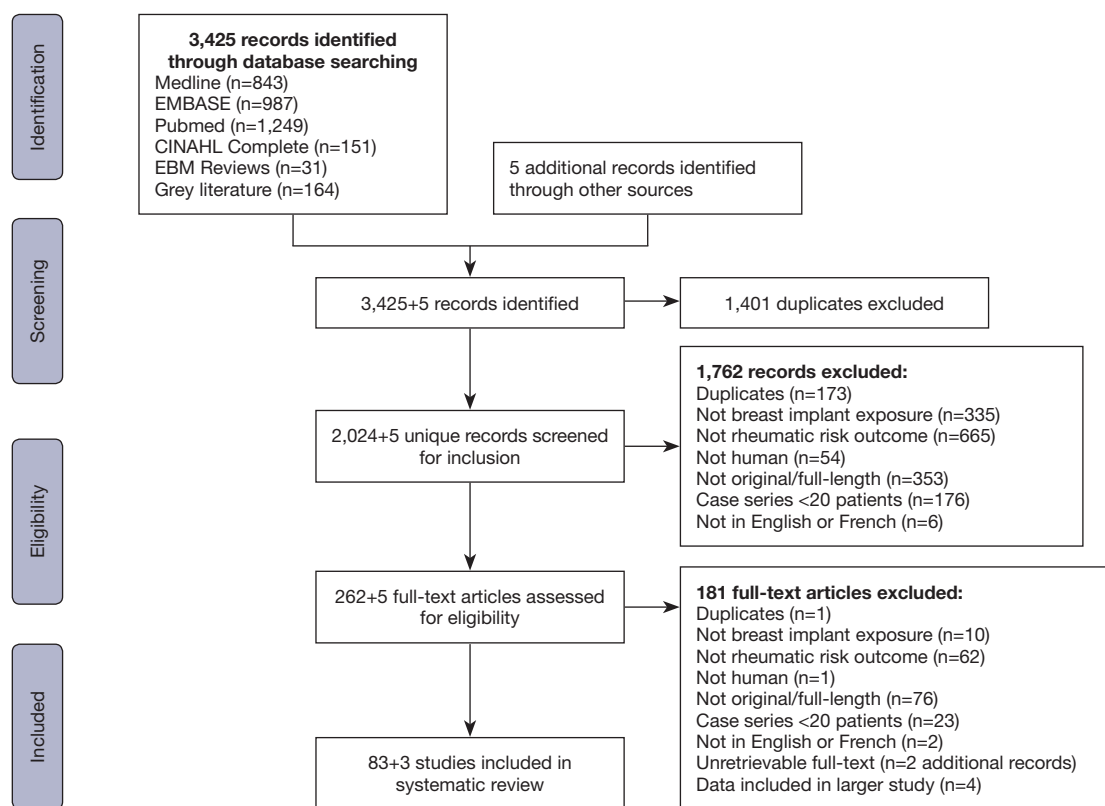 Identification
3,425 records identified
through database searching
Medline (n=843)
EMBASE (n=987)
Pubmed (n=1,249)
CINAHL Complete (n=151)
EBM Reviews (n=31)
Grey literature (n=164)
5 additional records identified
through other sources
Screening
3,425+5 records identified
1,401 duplicates excluded
2,024+5 unique records screened
for inclusion
1,762 records excluded:
Duplicates (n=173)
Not breast implant exposure (n=335)
Not rheumatic risk outcome (n=665)
Not human (n=54)
Not original/full-length (n=353)
Case series <20 patients (n=176)
Not in English or French (n=6)
Eligibility
262+5 full-text articles assessed
for eligibility
181 full-text articles excluded:
Duplicates (n=1)
Not breast implant exposure (n=10)
Not rheumatic risk outcome (n=62)
Not human (n=1)
Not original/full-length (n=76)
Case series <20 patients (n=23)
Not in English or French (n=2)
Unretrievable full-text (n=2 additional records)
Data included in larger study (n=4)
Included
83+3 studies included in
systematic review